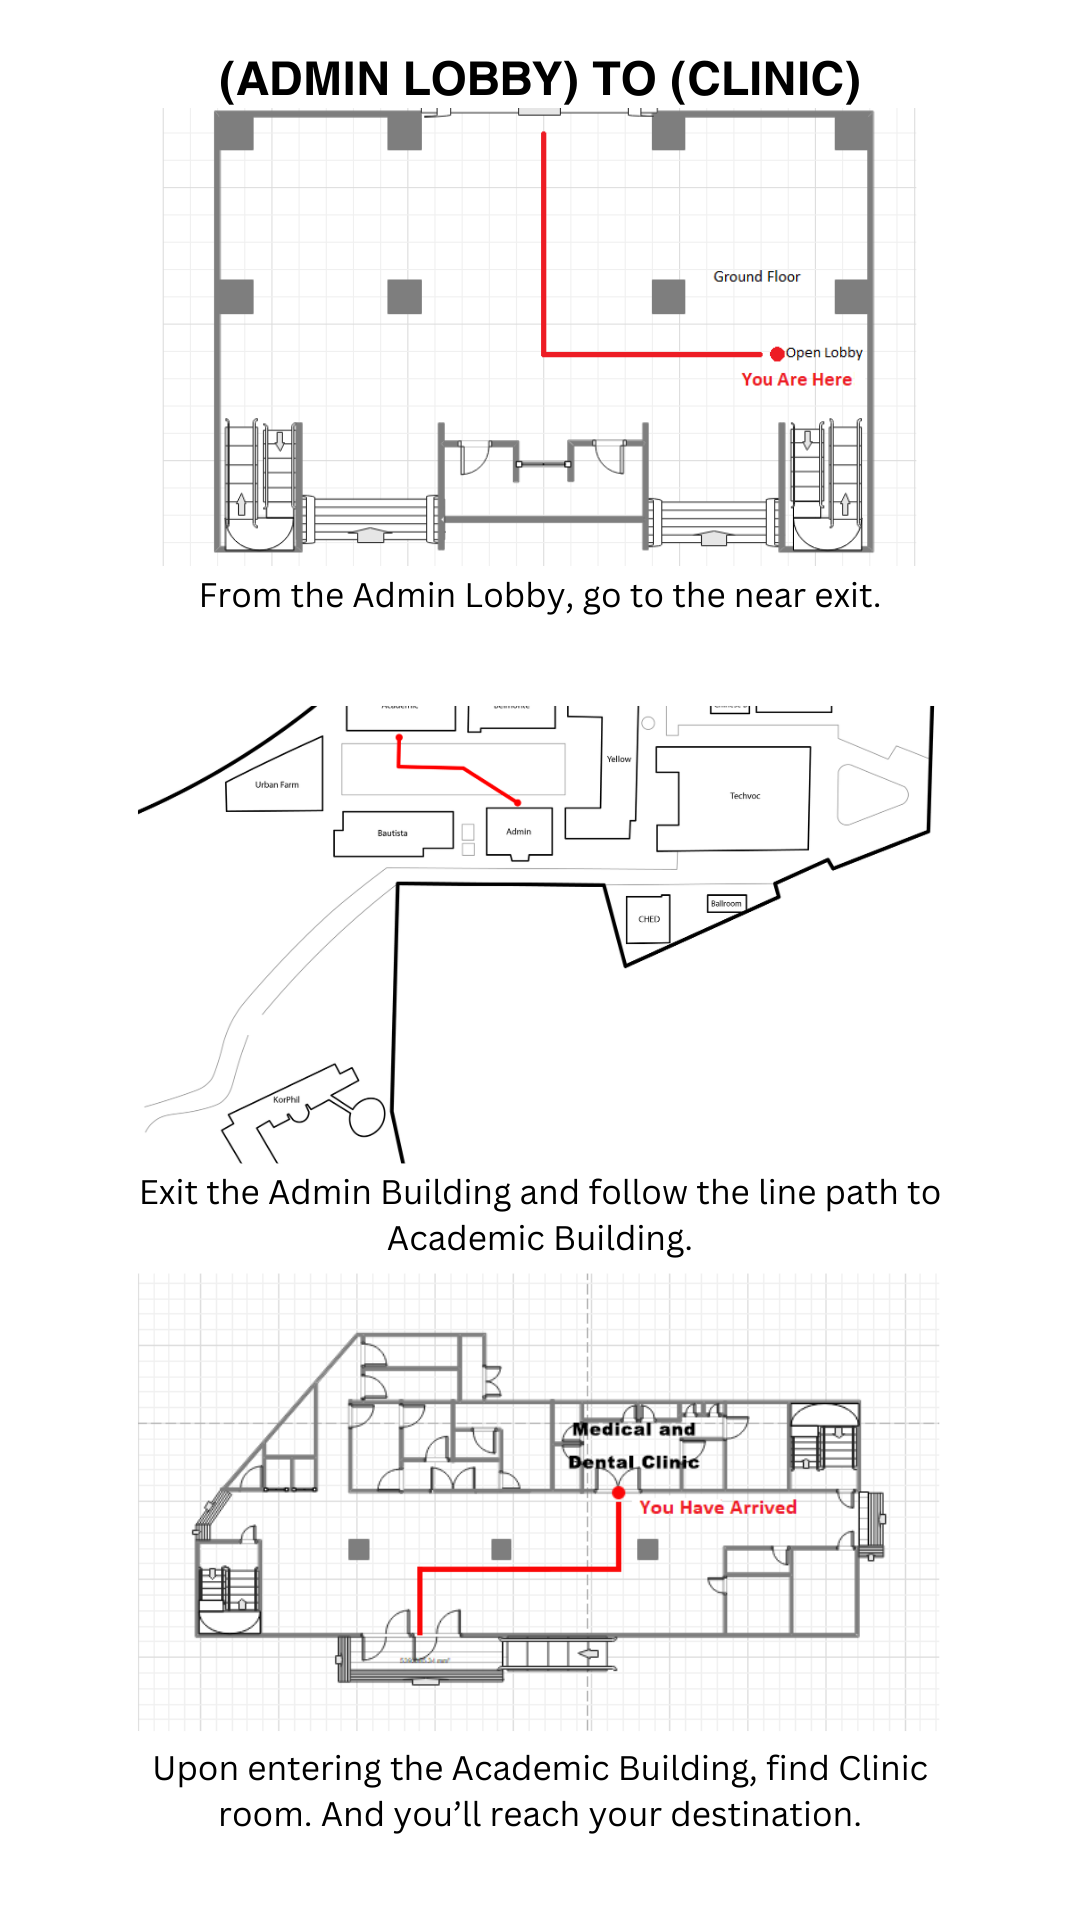 (ADMIN LOBBY) TO (CLINIC)
Ground Floor
Open Lobby
You Are Here
From the Admin Lobby, go to the near exit.
Academic
Belmonte
Yellow
Urban Farm
Techvoc
Bautista
Admin
CHED
Ballroom
KorPhil
Exit the Admin Building and follow the line path to
Academic Building.
Medical and
Dental Clinic
You Have Arrived
Upon entering the Academic Building, find Clinic
room. And you’ll reach your destination.